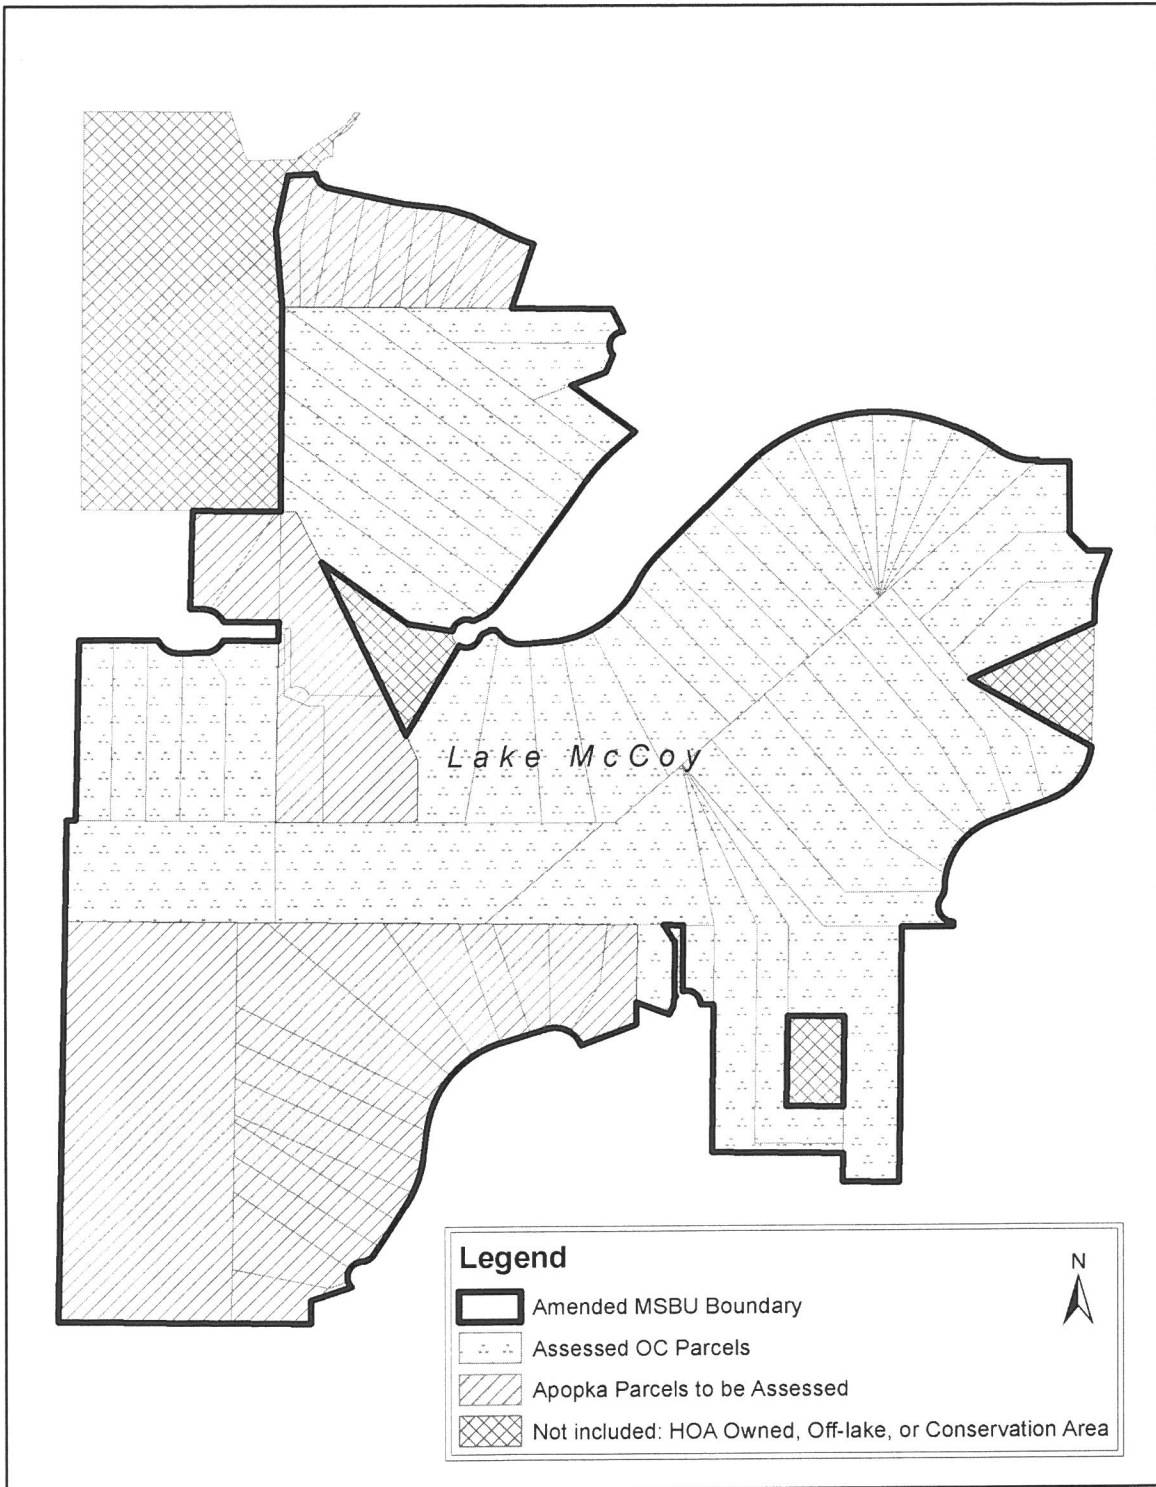 Lake McCoy
Legend
N
Amended MSBU Boundary
Assessed OC Parcels
Apopka Parcels to be Assessed
Not included: HOA Owned, Off-lake, or Conservation Area